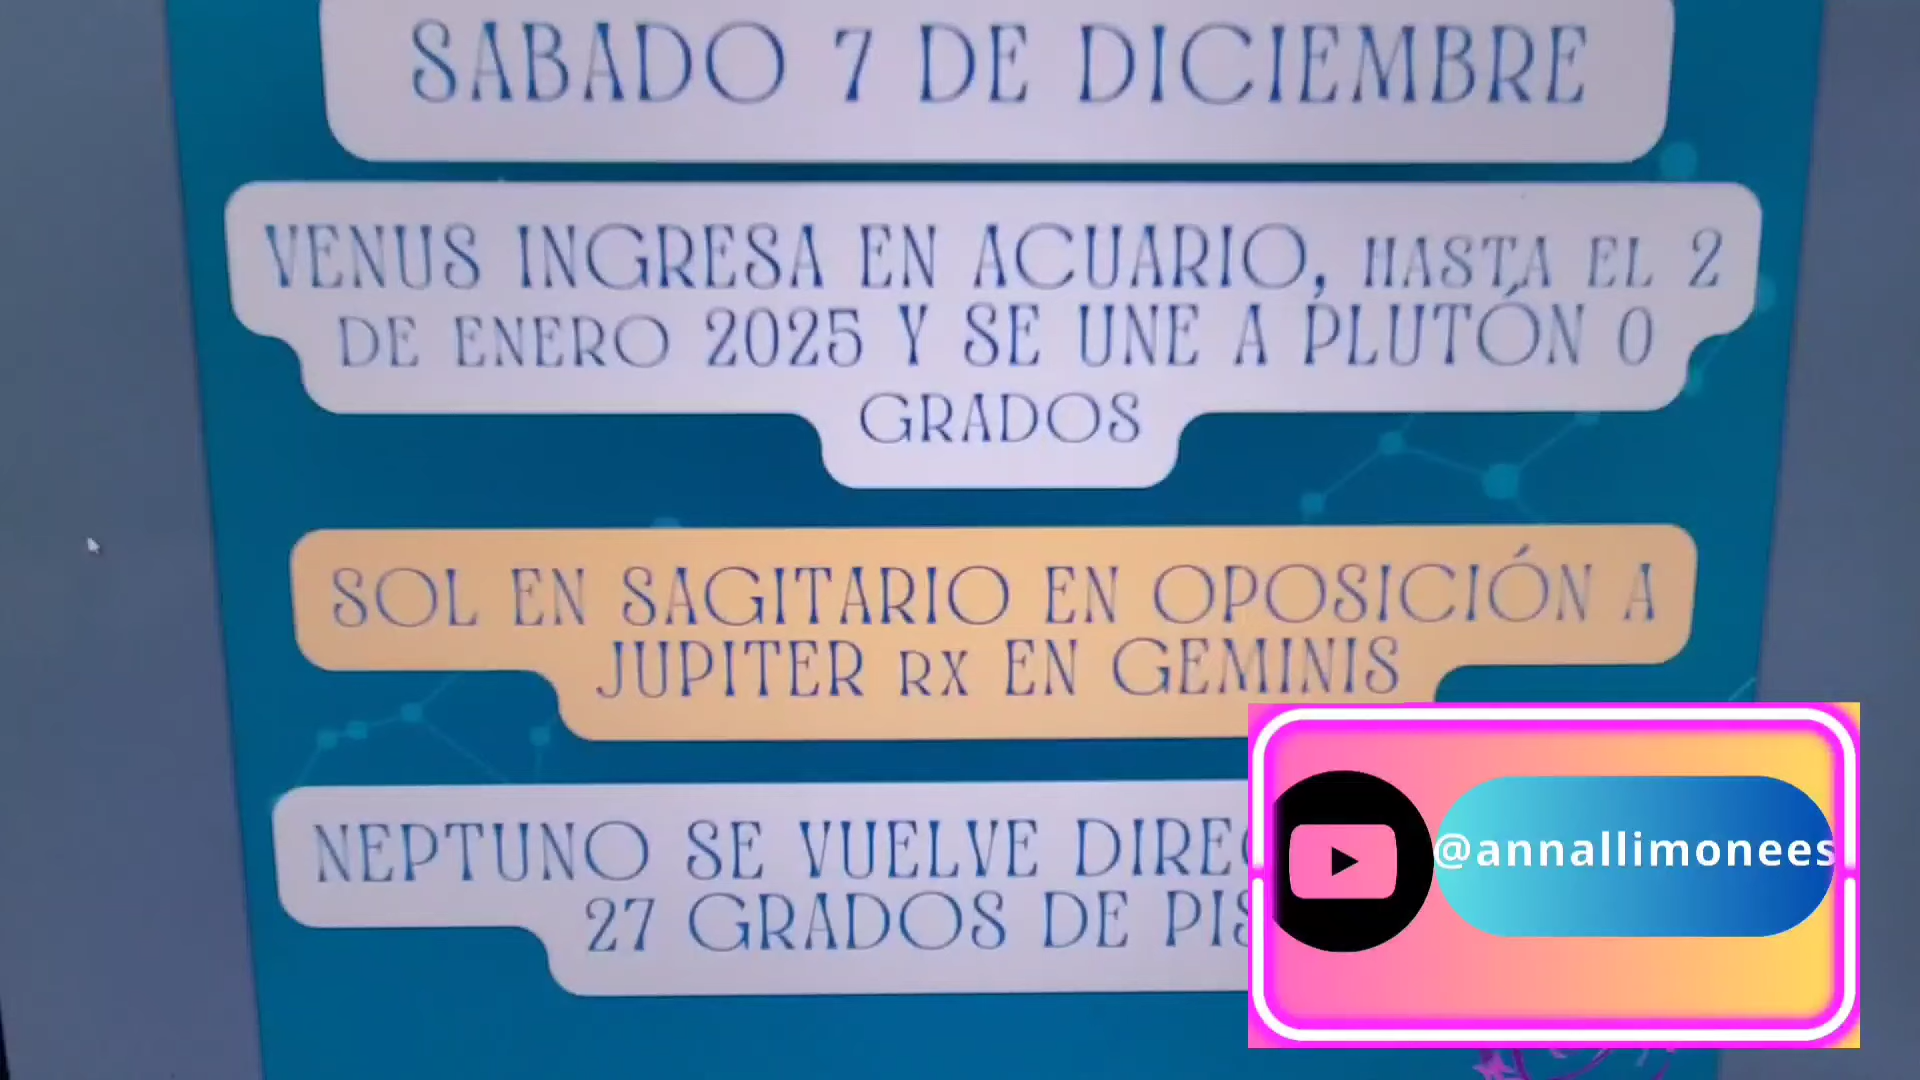 SABADO 7 DE DICIEMBRE
VENUS INGRESA EN ACUARIO, HASTA EL 2
DE ENERO 2025 Y SE UNE A PLUTÓN 0
GRADOS
SOL EN SAGITARIO EN OPOSICIÓN A
JUPITER RX EN GEMINIS
NEPTUNO SE VUELVE
27 GRADOS DE
@annallimonees